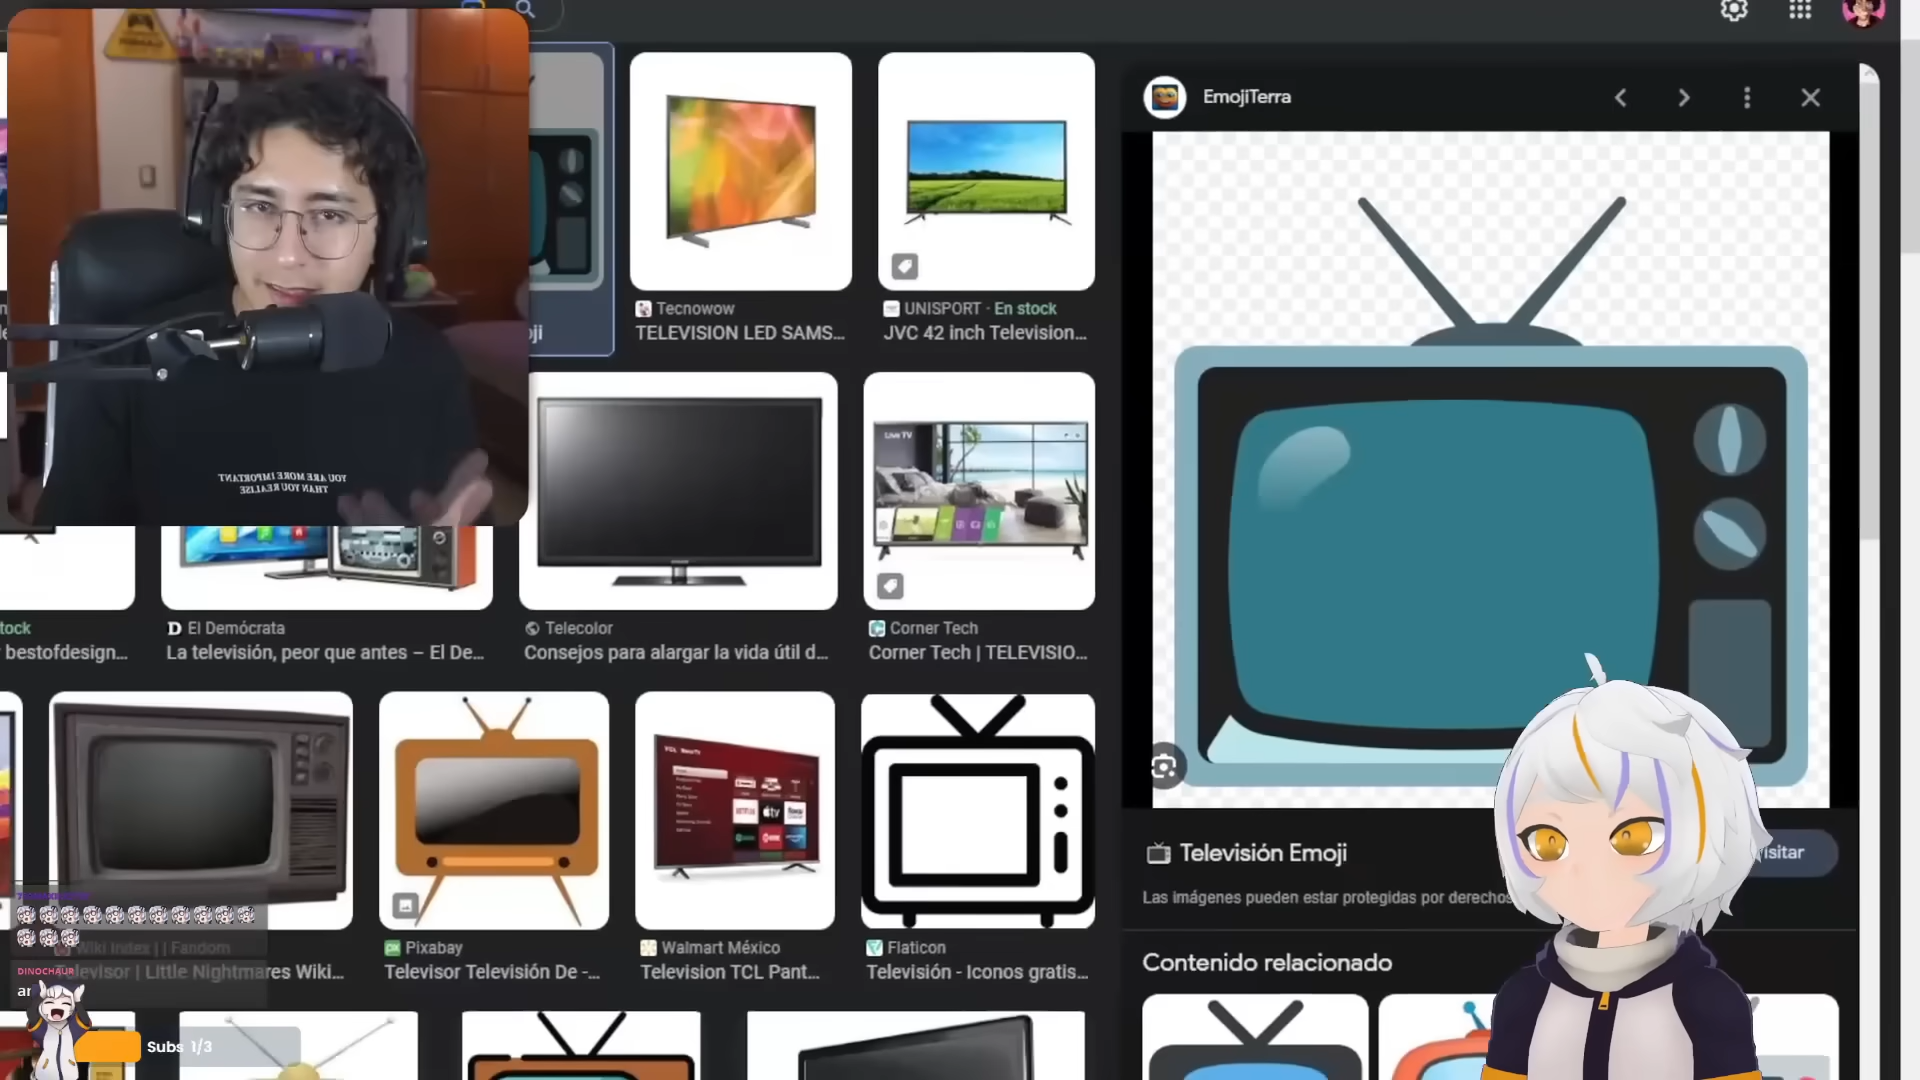 EmojiTerra
Tecnowow
TELEVISION LED SAMS...
UNISPORT · En stock
JVC 42 inch Television...
YOU ARE MORE IMPORTANT
THAN YOU REALISE
Live TV
tock
bestofdesign...
El Demócrata
La televisión, peor que antes – El De...
Telecolor
Consejos para alargar la vida útil d...
Corner Tech
Corner Tech | TELEVISIO...
Televisión Emoji
isitar
Las imágenes pueden estar protegidas por derechos
Wiki Index | | Fandom
Televisor | Little Nightmares Wiki...
Pixabay
Televisor Televisión De -...
Walmart México
Television TCL Pant...
Flaticon
Televisión - Iconos gratis...
DINOCHAUR
Contenido relacionado
Subs 1/3